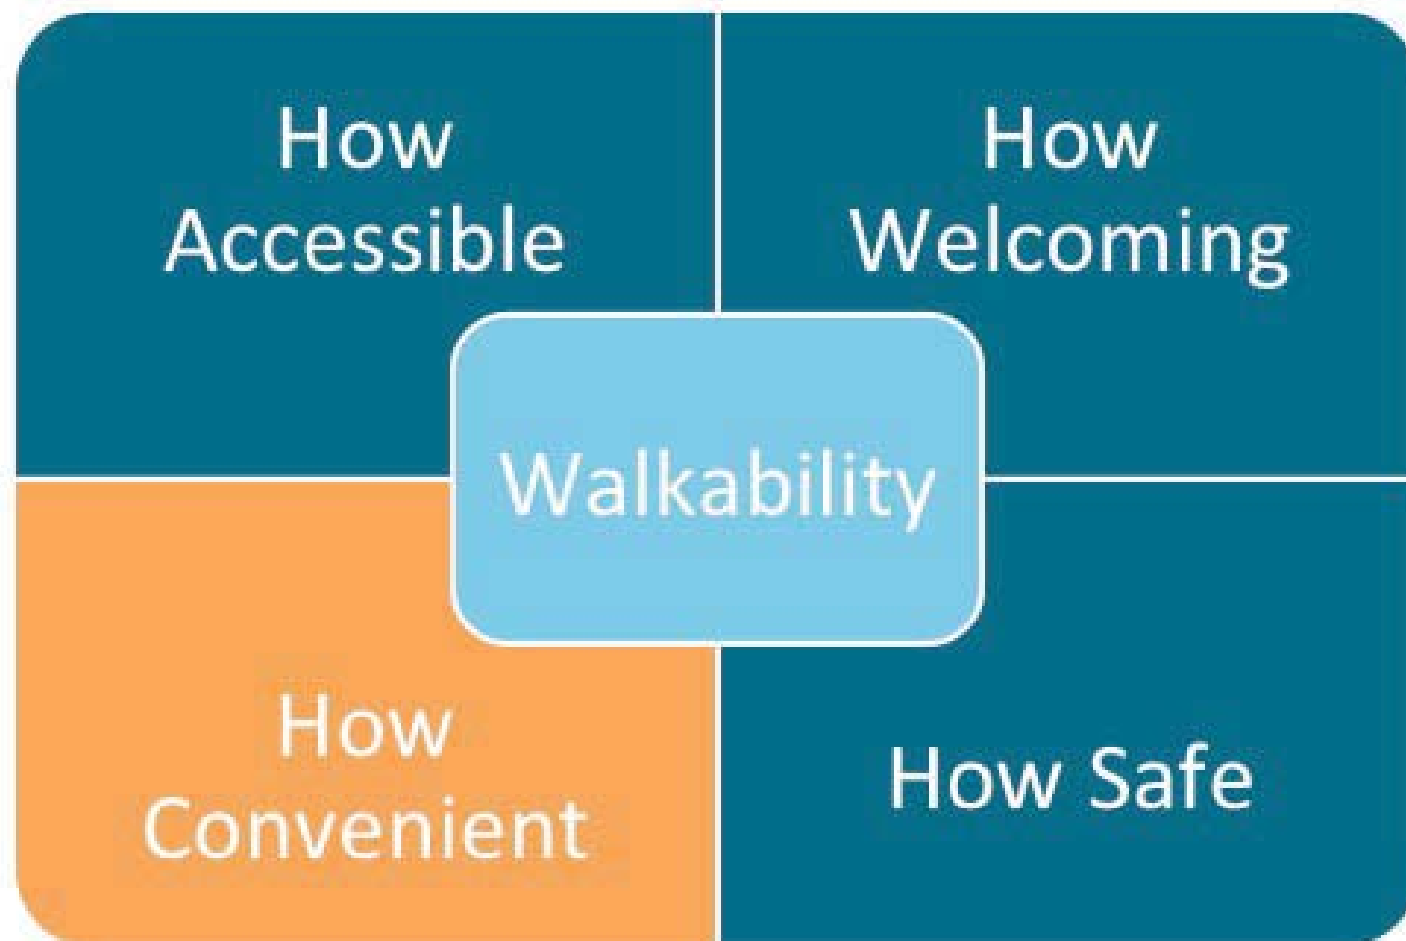 How
Accessible
How
Welcoming
Walkability
How
Convenient
How Safe